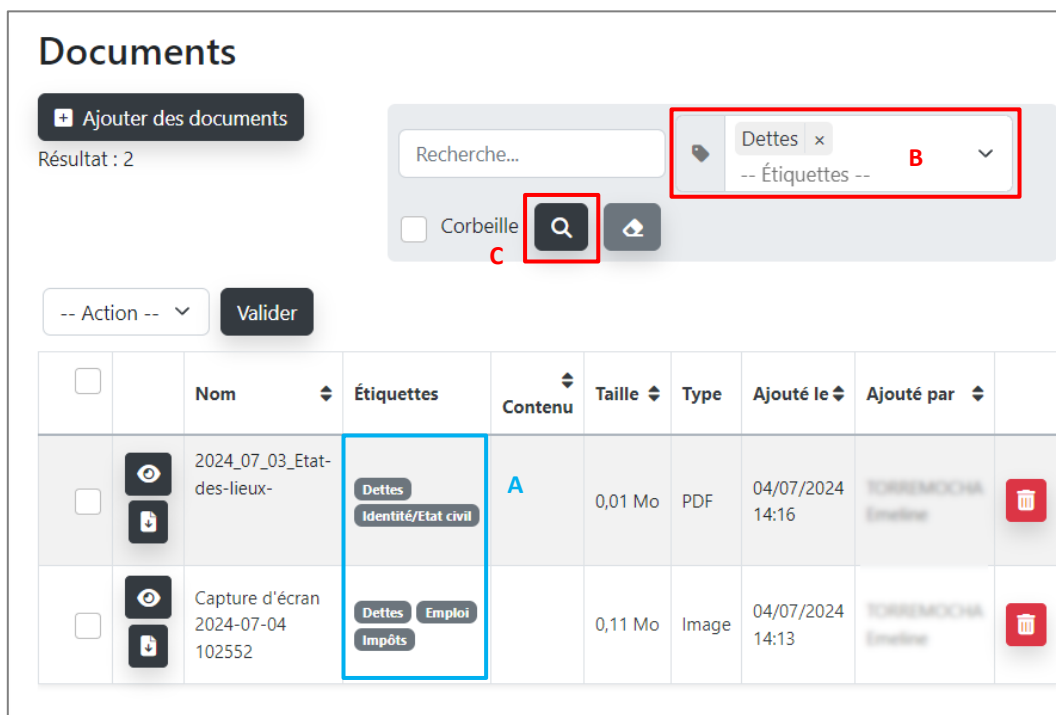 Documents
Ajouter des documents
Résultat : 2
Recherche...
Dettes ×
-- Étiquettes --
B
Corbeille
C
-- Action --
Valider
Nom
Étiquettes
Contenu
Taille
Type
Ajouté le
Ajouté par
2024_07_03_Etat-
des-lieux-
Dettes
Identité/Etat civil
A
0,01 Mo
PDF
04/07/2024
14:16
Capture d'écran
2024-07-04
102552
Dettes Emploi
Impôts
0,11 Mo
Image
04/07/2024
14:13